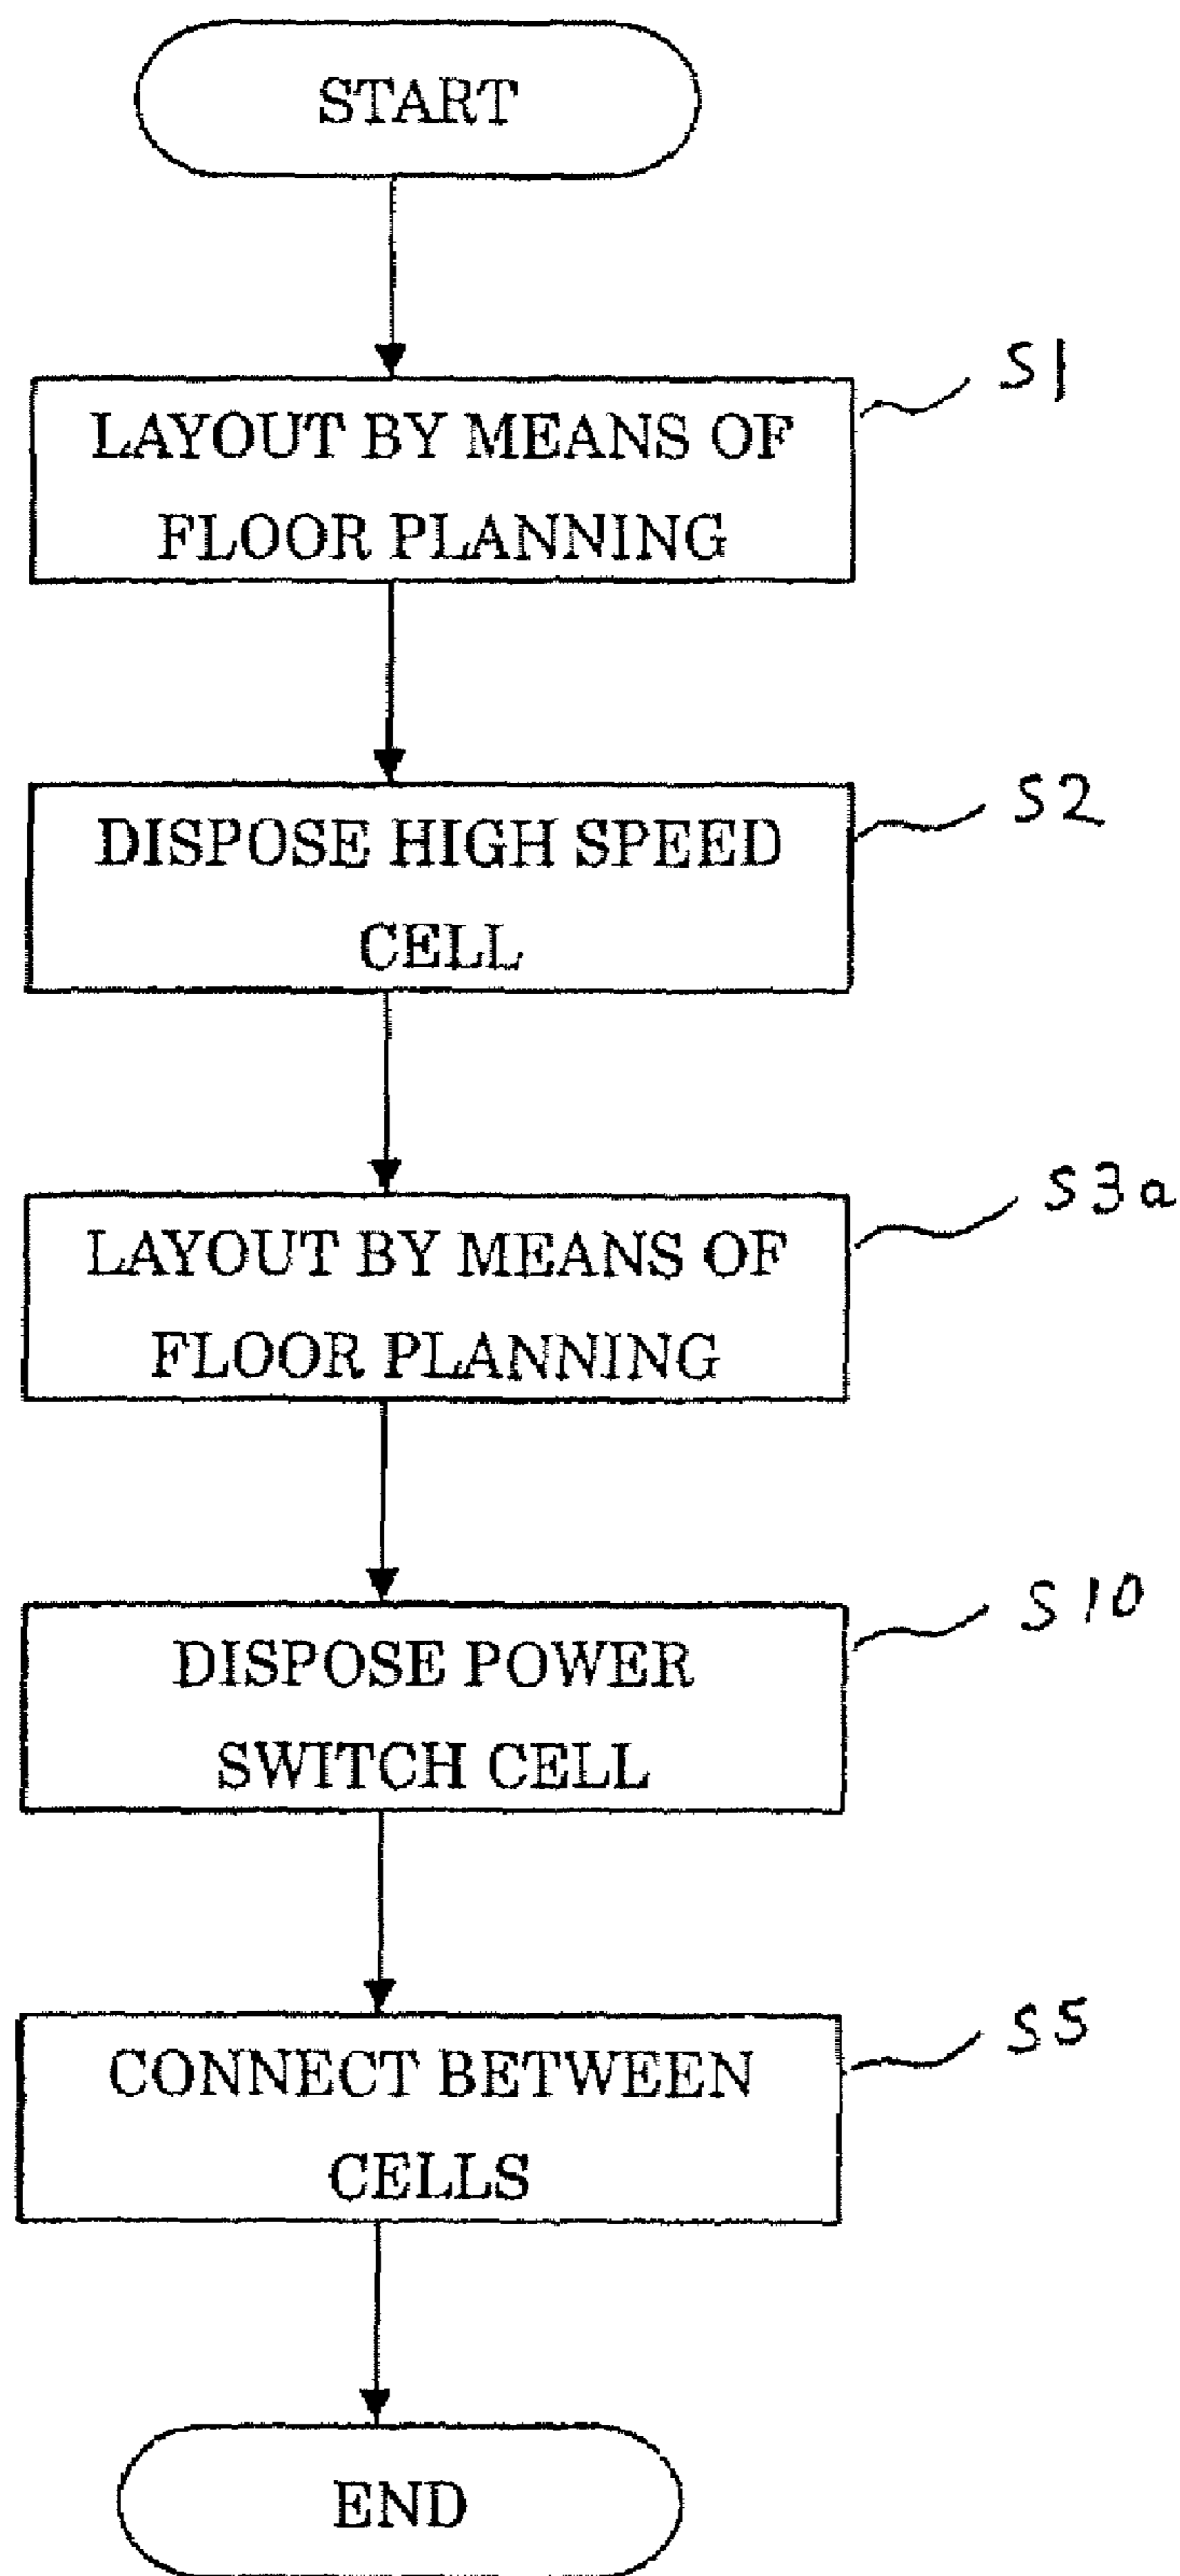 START
S1
LAYOUT BY MEANS OF
FLOOR PLANNING
S2
DISPOSE HIGH SPEED
CELL
S3a
LAYOUT BY MEANS OF
FLOOR PLANNING
S10
DISPOSE POWER
SWITCH CELL
S5
CONNECT BETWEEN
CELLS
END